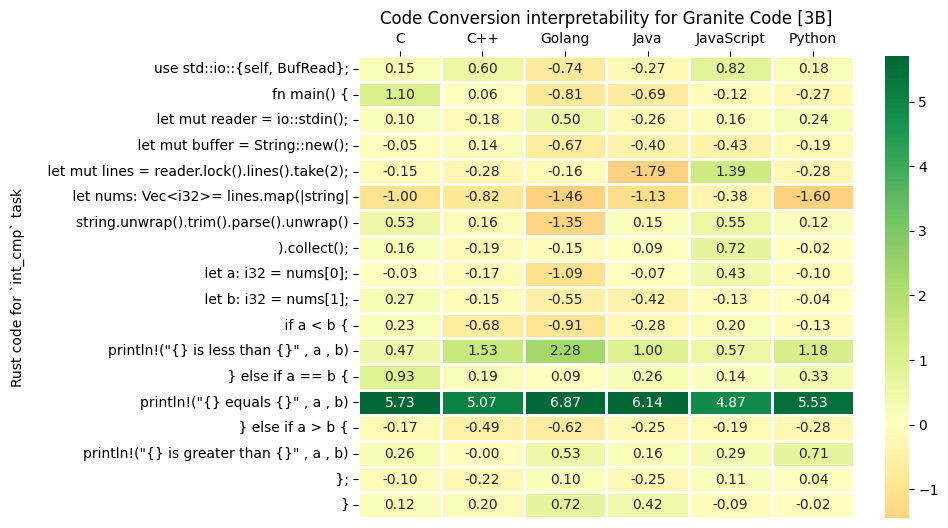 Code Conversion interpretability for Granite Code [3B]
C C++ Golang Java JavaScript Python
use std::io::{self, BufRead}; 0.15 0.60 -0.74 -0.27 0.82 0.18
fn main() { 1.10 0.06 -0.81 -0.69 -0.12 -0.27
let mut reader = io::stdin(); 0.10 -0.18 0.50 -0.26 0.16 0.24
let mut buffer = String::new(); -0.05 0.14 -0.67 -0.40 -0.43 -0.19
let mut lines = reader.lock().lines().take(2); -0.15 -0.28 -0.16 -1.79 1.39 -0.28
let nums: Vec<i32>= lines.map(|string| -1.00 -0.82 -1.46 -1.13 -0.38 -1.60
string.unwrap().trim().parse().unwrap() 0.53 0.16 -1.35 0.15 0.55 0.12
).collect(); 0.16 -0.19 -0.15 0.09 0.72 -0.02
let a: i32 = nums[0]; -0.03 -0.17 -1.09 -0.07 0.43 -0.10
let b: i32 = nums[1]; 0.27 -0.15 -0.55 -0.42 -0.13 -0.04
if a < b { 0.23 -0.68 -0.91 -0.28 0.20 -0.13
println!("{} is less than {}" , a , b) 0.47 1.53 2.28 1.00 0.57 1.18
} else if a == b { 0.93 0.19 0.09 0.26 0.14 0.33
println!("{} equals {}" , a , b) 5.73 5.07 6.87 6.14 4.87 5.53
} else if a > b { -0.17 -0.49 -0.62 -0.25 -0.19 -0.28
println!("{} is greater than {}" , a , b) 0.26 -0.00 0.53 0.16 0.29 0.71
}; -0.10 -0.22 0.10 -0.25 0.11 0.04
} 0.12 0.20 0.72 0.42 -0.09 -0.02
Rust code for `int_cmp` task
5
4
3
2
1
0
−1